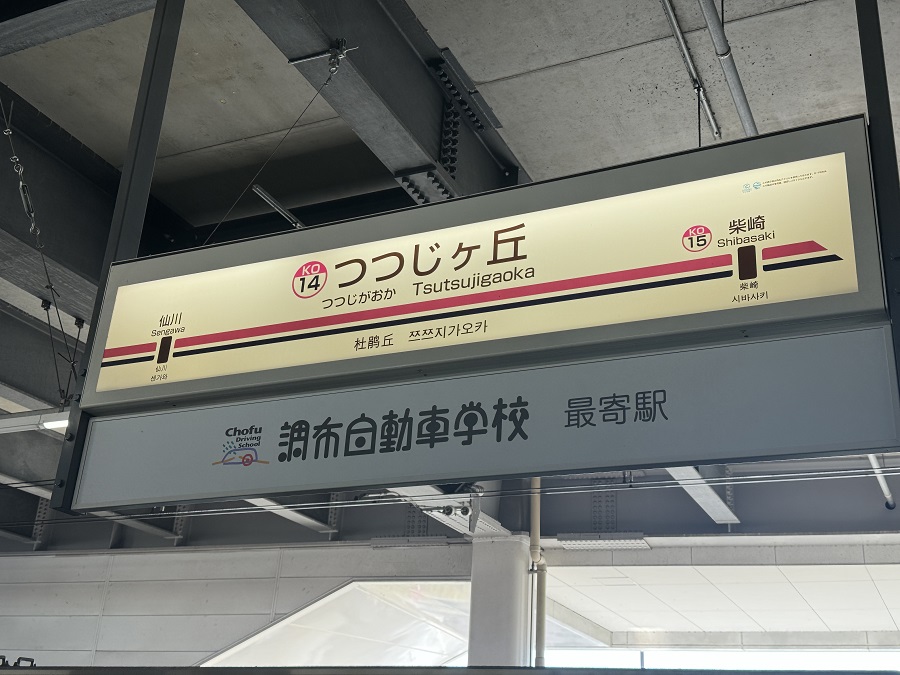 KO
14
つつじヶ丘
つつじがおか Tsutsujigaoka
杜鹃丘 쯔쯔지가오카
仙川
Sengawa
仙川
센가와
KO
15
柴崎
Shibasaki
柴崎
시바사키
Chofu
Driving
School
調布自動車学校 最寄駅